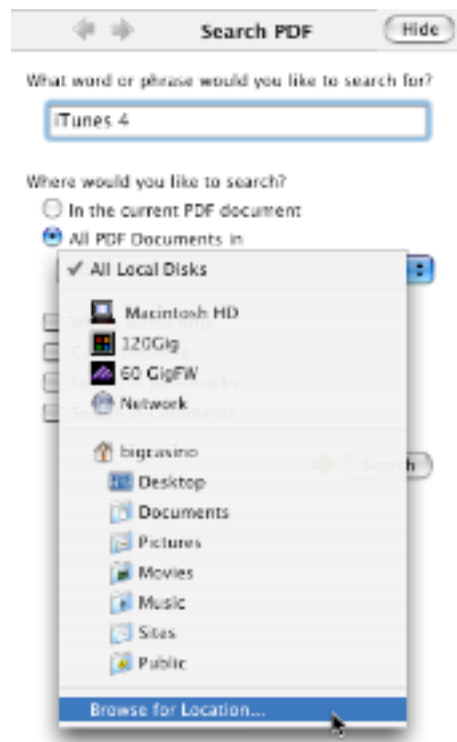 Search PDF
Hide
What word or phrase would you like to search for?
iTunes 4
Where would you like to search?
In the current PDF document
All PDF Documents in
✓ All Local Disks
Macintosh HD
120Gig
60 GigFW
Network
bigcasino
Desktop
Documents
Pictures
Movies
Music
Sites
Public
Browse for Location...